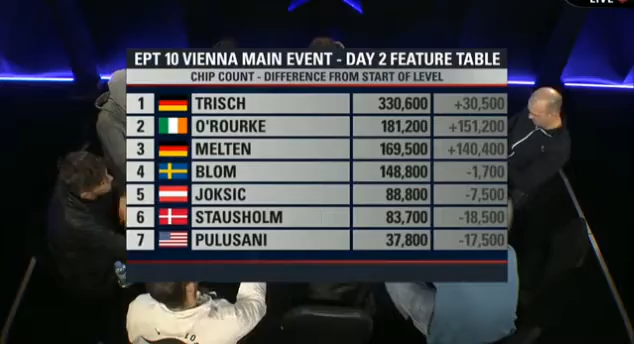 LIVE
EPT 10 VIENNA MAIN EVENT - DAY 2 FEATURE TABLE
CHIP COUNT - DIFFERENCE FROM START OF LEVEL
1 TRISCH 330,600 +30,500
2 O'ROURKE 181,200 +151,200
3 MELTEN 169,500 +140,400
4 BLOM 148,800 -1,700
5 JOKSIC 88,800 -7,500
6 STAUSHOLM 83,700 -18,500
7 PULUSANI 37,800 -17,500